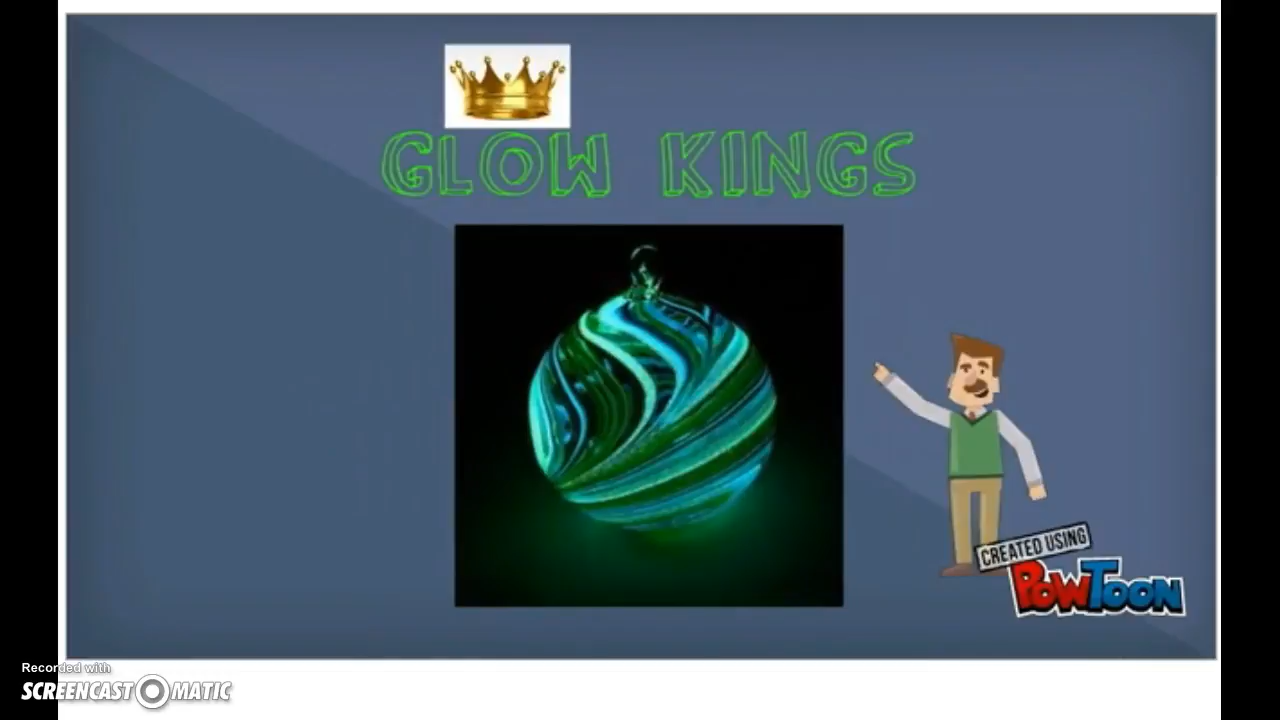 GLOW KINGS
CREATED USING
POWTOON
Recorded with
SCREENCAST-O-MATIC